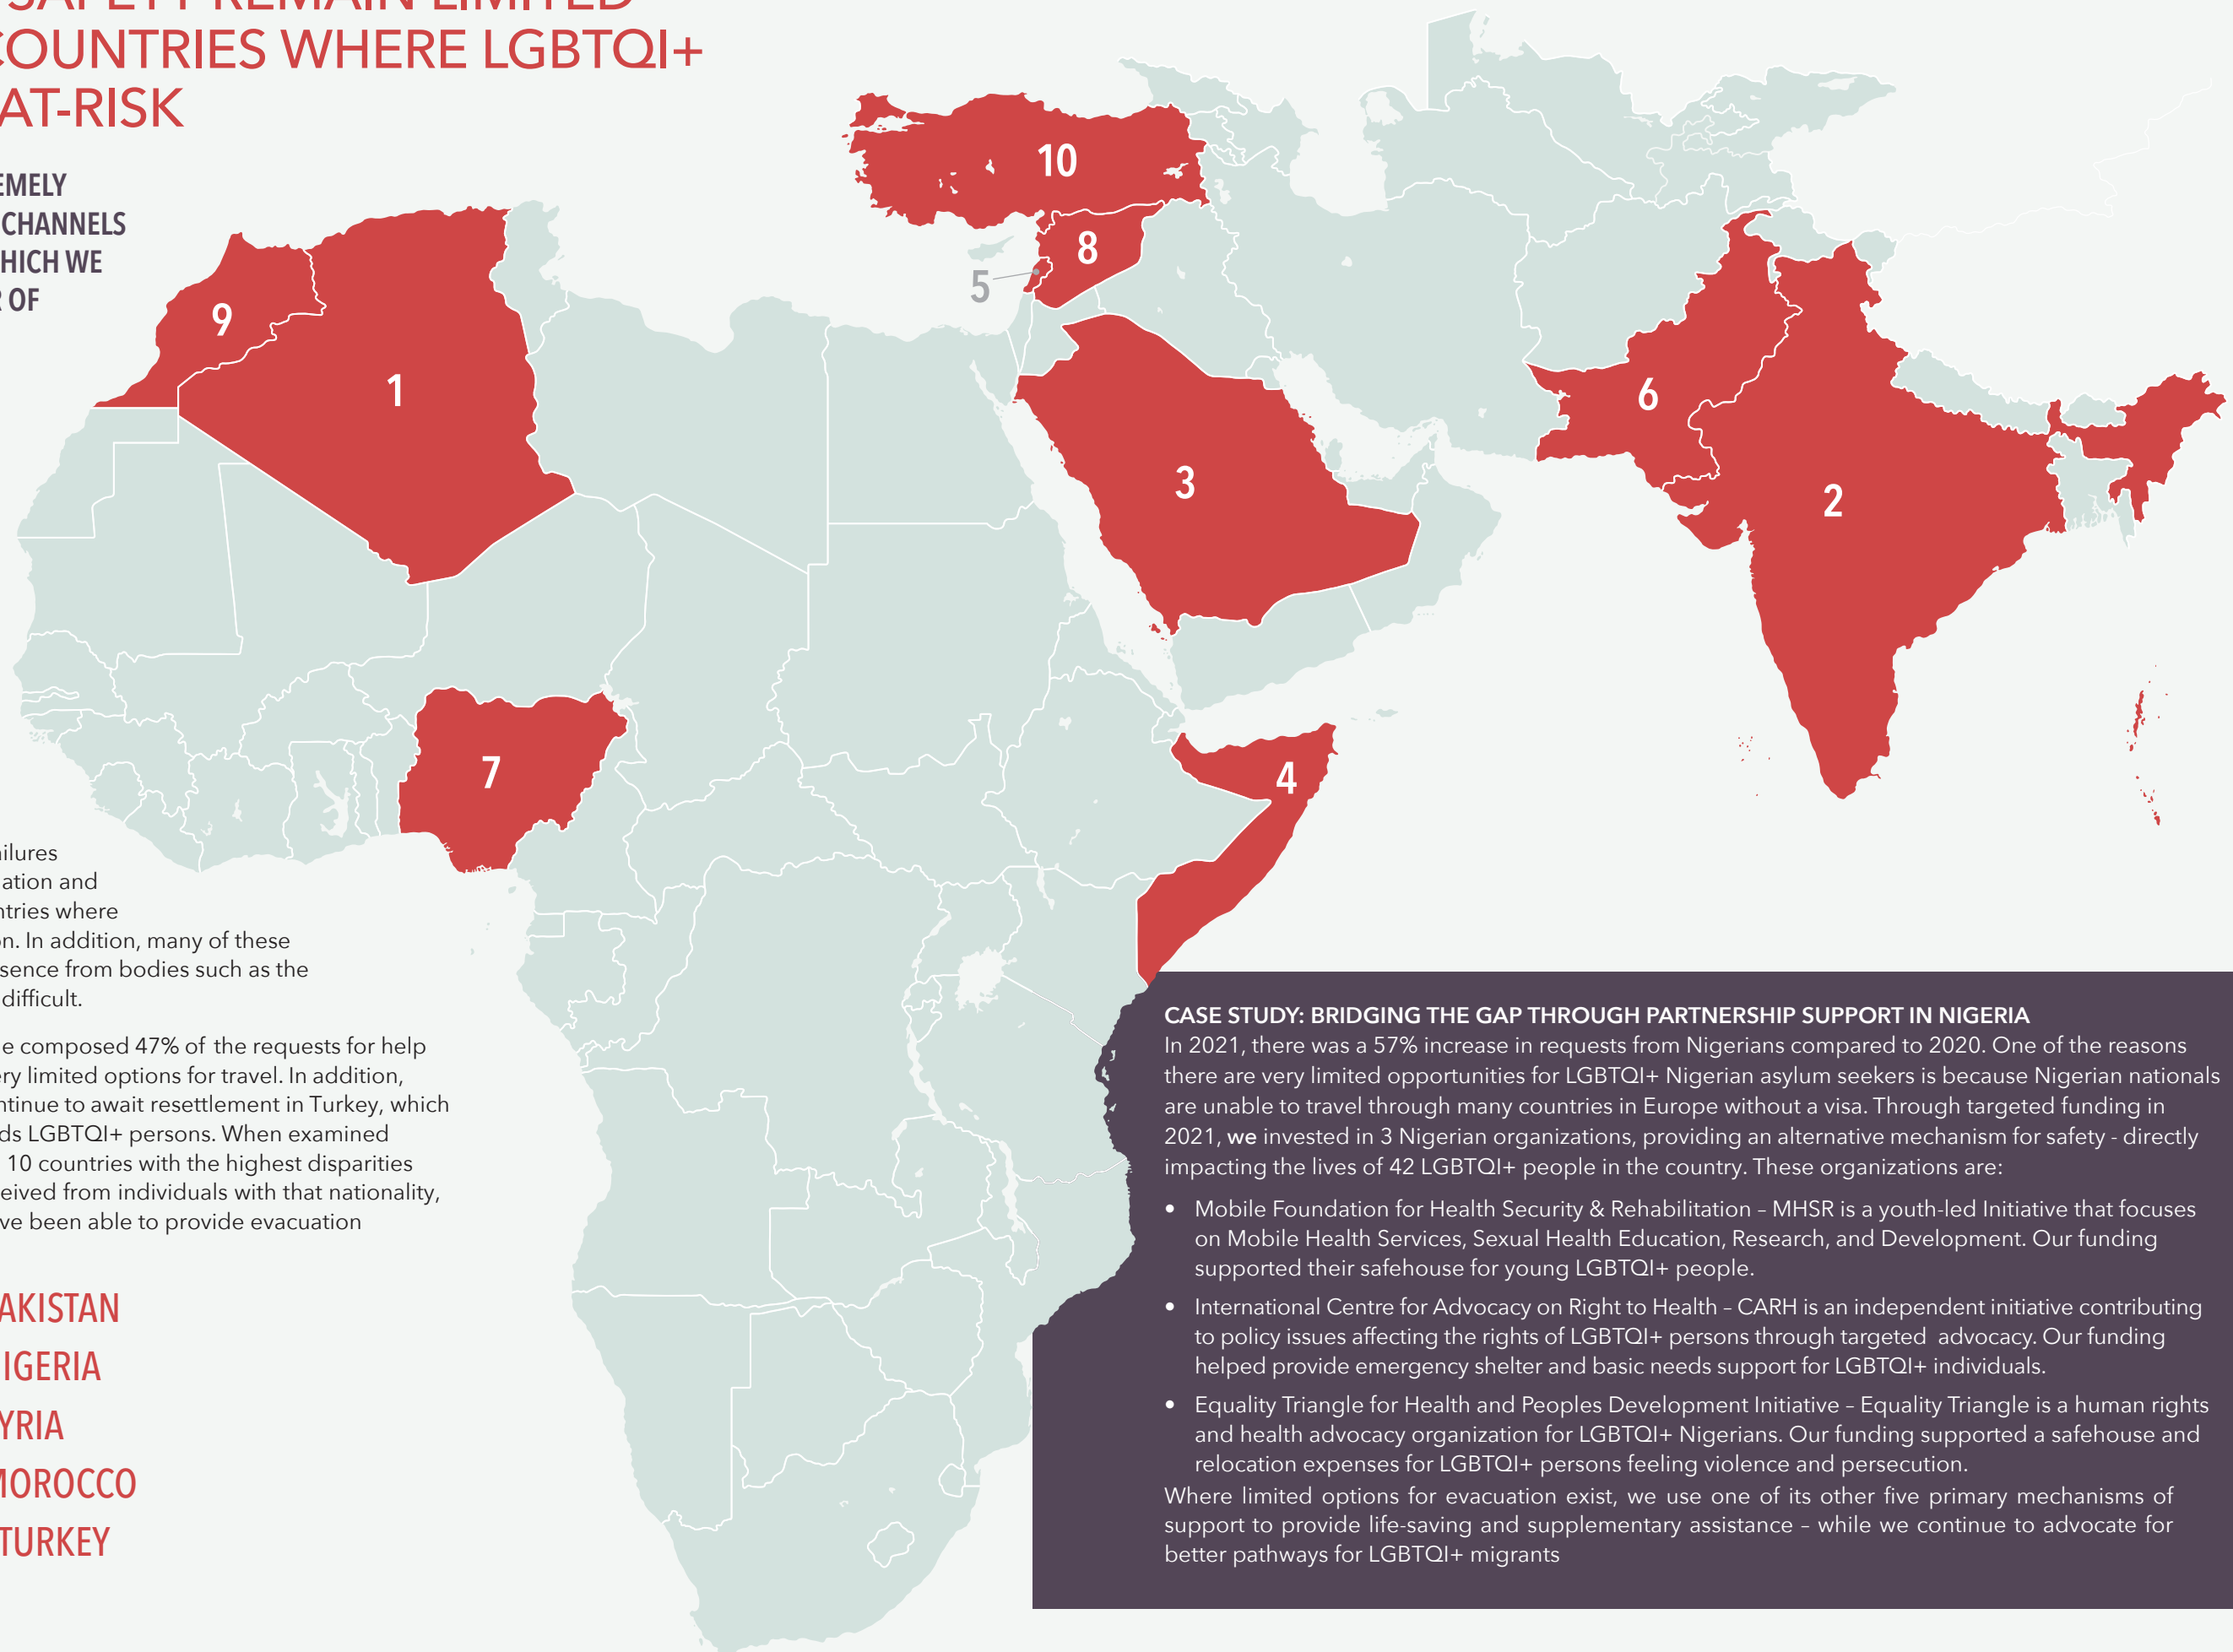 SAFETY REMAIN LIMITED
COUNTRIES WHERE LGBTQI+
AT-RISK
CHANNELS
HICH WE
OF
10
8
5
9
1
6
3
2
7
4
ilures
ation and
ntries where
on. In addition, many of these
sence from bodies such as the
difficult.
e composed 47% of the requests for help
ery limited options for travel. In addition,
ntinue to await resettlement in Turkey, which
ds LGBTQI+ persons. When examined
10 countries with the highest disparities
ceived from individuals with that nationality,
ve been able to provide evacuation
AKISTAN
IGERIA
YRIA
MOROCCO
TURKEY
CASE STUDY: BRIDGING THE GAP THROUGH PARTNERSHIP SUPPORT IN NIGERIA
In 2021, there was a 57% increase in requests from Nigerians compared to 2020. One of the reasons
there are very limited opportunities for LGBTQI+ Nigerian asylum seekers is because Nigerian nationals
are unable to travel through many countries in Europe without a visa. Through targeted funding in
2021, we invested in 3 Nigerian organizations, providing an alternative mechanism for safety - directly
impacting the lives of 42 LGBTQI+ people in the country. These organizations are:
• Mobile Foundation for Health Security & Rehabilitation – MHSR is a youth-led Initiative that focuses
on Mobile Health Services, Sexual Health Education, Research, and Development. Our funding
supported their safehouse for young LGBTQI+ people.
• International Centre for Advocacy on Right to Health – CARH is an independent initiative contributing
to policy issues affecting the rights of LGBTQI+ persons through targeted advocacy. Our funding
helped provide emergency shelter and basic needs support for LGBTQI+ individuals.
• Equality Triangle for Health and Peoples Development Initiative – Equality Triangle is a human rights
and health advocacy organization for LGBTQI+ Nigerians. Our funding supported a safehouse and
relocation expenses for LGBTQI+ persons feeling violence and persecution.
Where limited options for evacuation exist, we use one of its other five primary mechanisms of
support to provide life-saving and supplementary assistance – while we continue to advocate for
better pathways for LGBTQI+ migrants